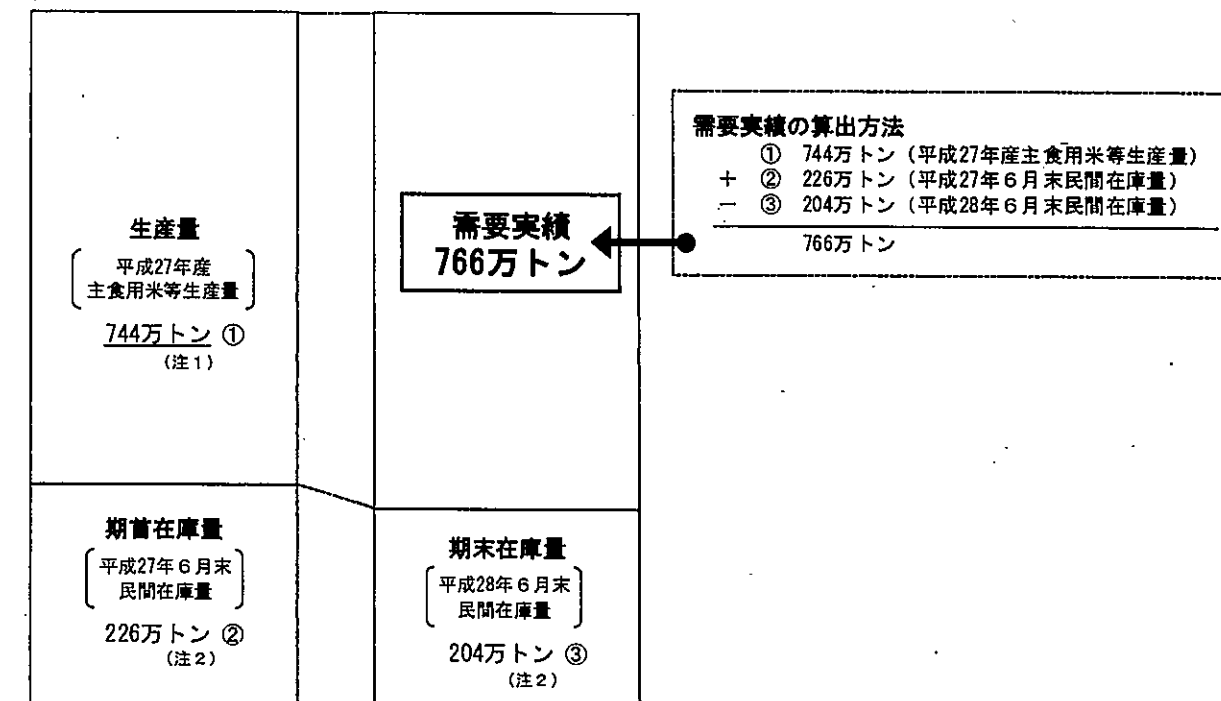 生産量
平成27年産
主食用米等生産量
744万トン ①
(注1)
期首在庫量
平成27年6月末
民間在庫量
226万トン ②
(注2)
需要実績
766万トン
期末在庫量
平成28年6月末
民間在庫量
204万トン ③
(注2)
需要実績の算出方法
① 744万トン (平成27年産主食用米等生産量)
+ ② 226万トン (平成27年6月末民間在庫量)
- ③ 204万トン (平成28年6月末民間在庫量)
766万トン